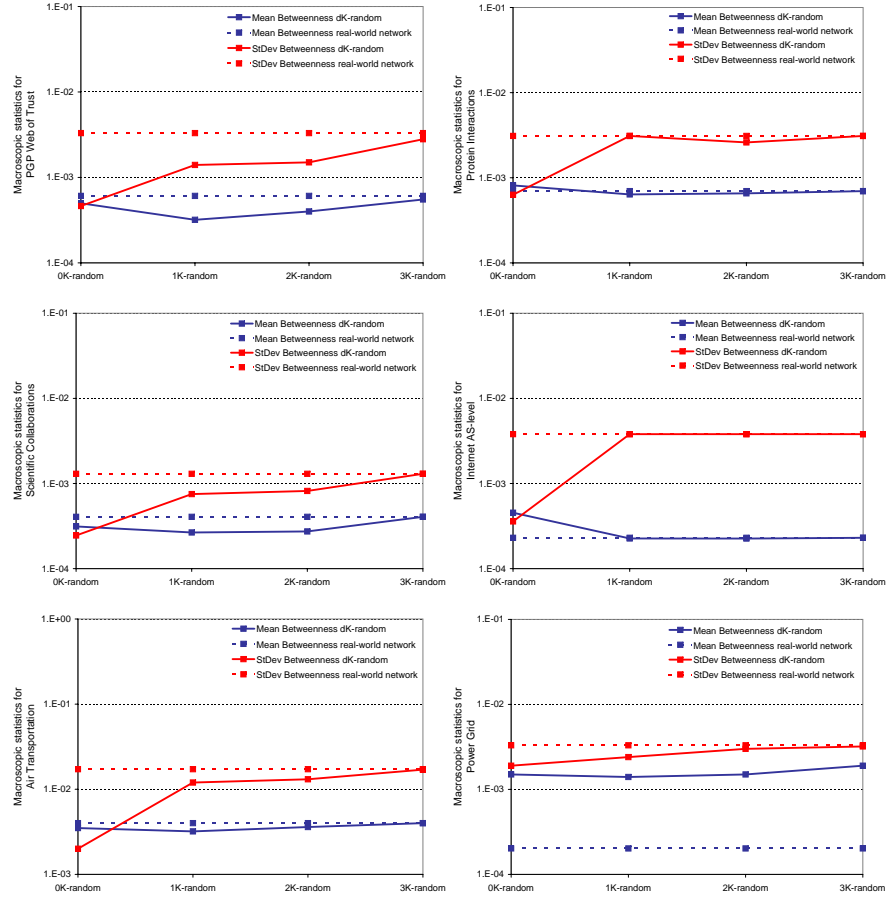 Macroscopic statistics for
PGP Web of Trust
1.E-01
1.E-02
1.E-03
1.E-04
0K-random
1K-random
2K-random
3K-random
Mean Betweenness dK-random
Mean Betweenness real-world network
StDev Betweenness dK-random
StDev Betweenness real-world network
Macroscopic statistics for
Protein Interactions
1.E-01
1.E-02
1.E-03
1.E-04
0K-random
1K-random
2K-random
3K-random
Mean Betweenness dK-random
Mean Betweenness real-world network
StDev Betweenness dK-random
StDev Betweenness real-world network
Macroscopic statistics for
Scientific Collaborations
1.E-01
1.E-02
1.E-03
1.E-04
0K-random
1K-random
2K-random
3K-random
Mean Betweenness dK-random
Mean Betweenness real-world network
StDev Betweenness dK-random
StDev Betweenness real-world network
Macroscopic statistics for
Internet AS-level
1.E-01
1.E-02
1.E-03
1.E-04
0K-random
1K-random
2K-random
3K-random
Mean Betweenness dK-random
Mean Betweenness real-world network
StDev Betweenness dK-random
StDev Betweenness real-world network
Macroscopic statistics for
Air Transportation
1.E+00
1.E-01
1.E-02
1.E-03
0K-random
1K-random
2K-random
3K-random
Mean Betweenness dK-random
Mean Betweenness real-world network
StDev Betweenness dK-random
StDev Betweenness real-world network
Macroscopic statistics for
Power Grid
1.E-01
1.E-02
1.E-03
1.E-04
0K-random
1K-random
2K-random
3K-random
Mean Betweenness dK-random
Mean Betweenness real-world network
StDev Betweenness dK-random
StDev Betweenness real-world network